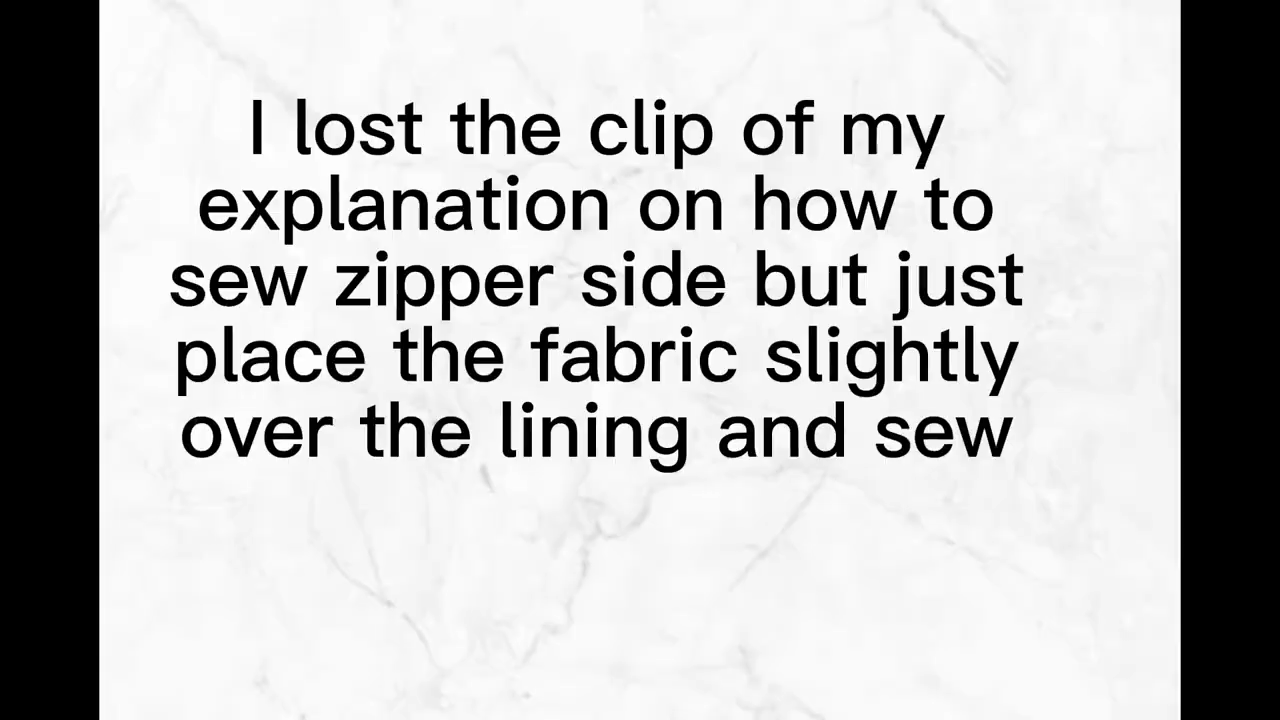 I lost the clip of my
explanation on how to
sew zipper side but just
place the fabric slightly
over the lining and sew